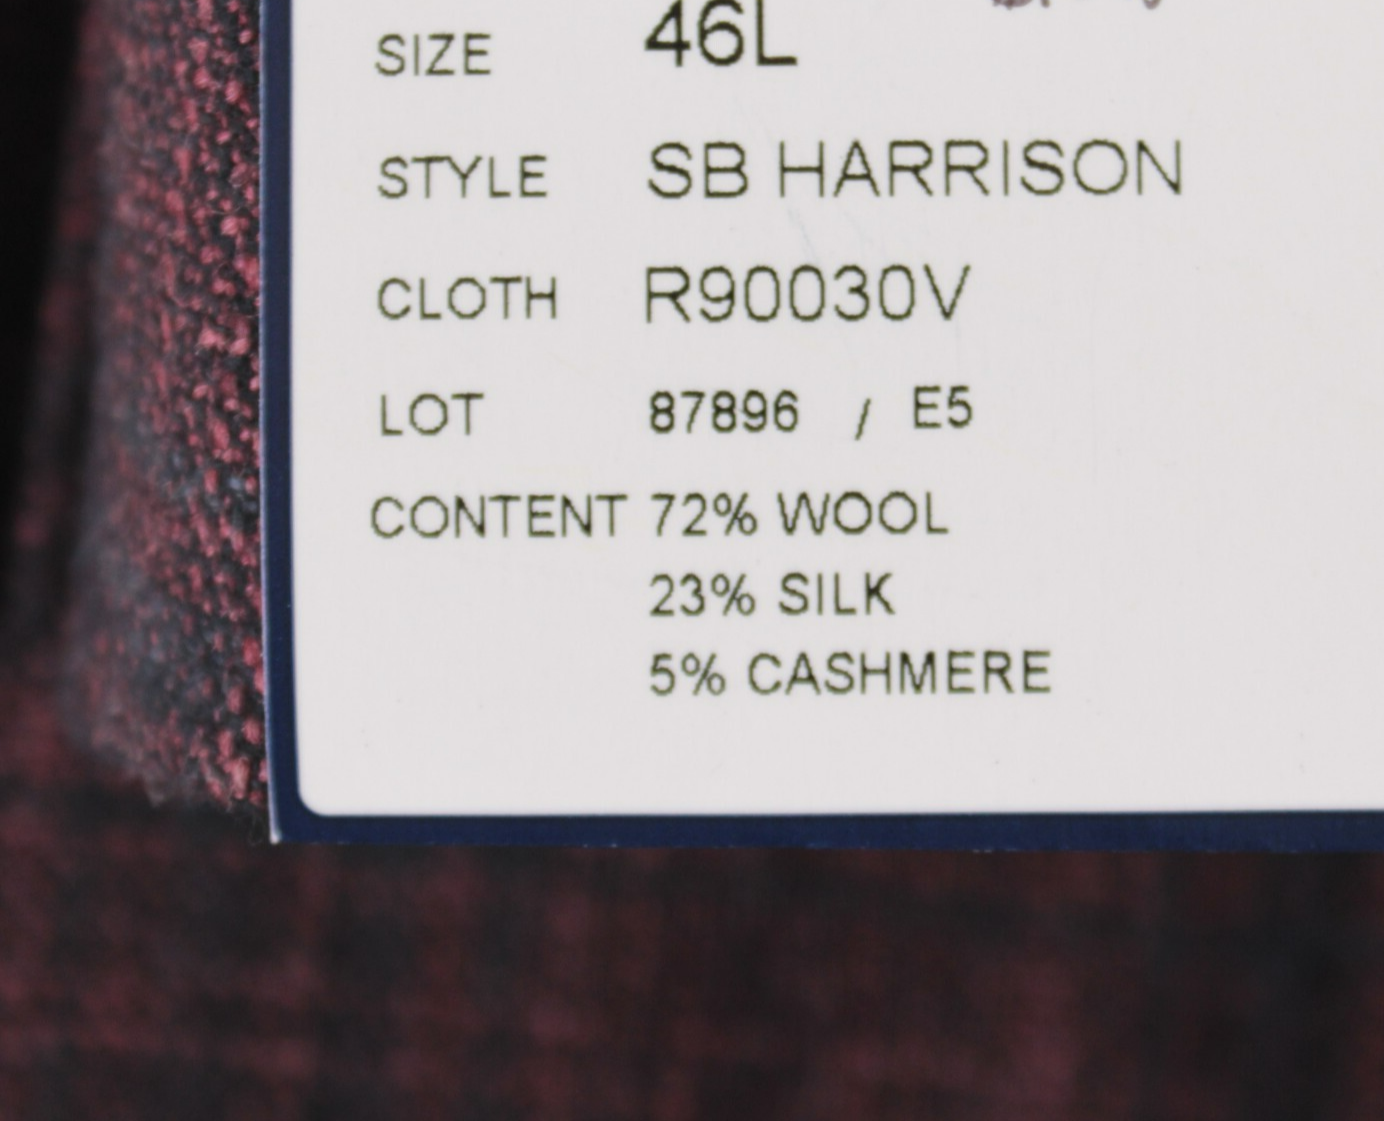 SIZE 46L
STYLE SB HARRISON
CLOTH R90030V
LOT 87896 / E5
CONTENT 72% WOOL
23% SILK
5% CASHMERE